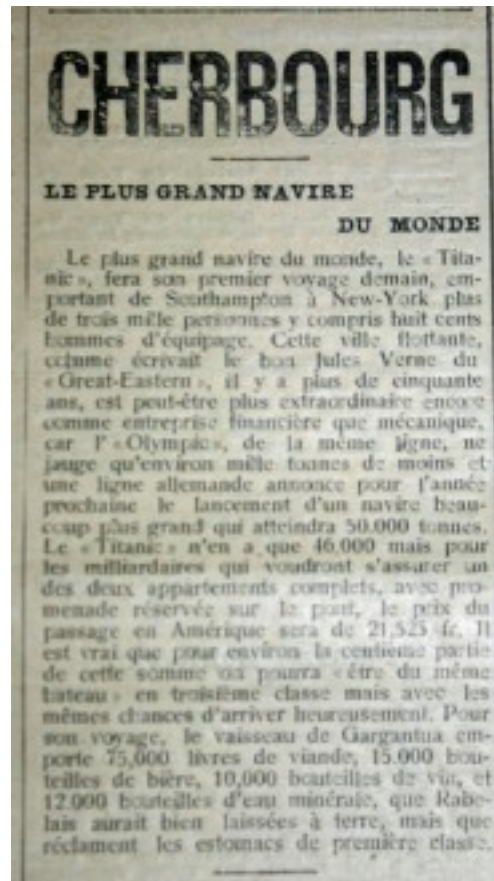 CHERBOURG
LE PLUS GRAND NAVIRE
DU MONDE
Le plus grand navire du monde, le « Tita-
nic », fera son premier voyage demain, em-
portant de Southampton à New-York plus
de trois mille personnes y compris huit cents
hommes d'équipage. Cette ville flottante,
comme écrivait le bon Jules Verne du
« Great-Eastern », il y a plus de cinquante
ans, est peut-être plus extraordinaire encore
comme entreprise financière que mécanique,
car l' « Olympic », de la même ligne, ne
jauge qu'environ mille tonnes de moins et
une ligne allemande annonce pour l'année
prochaine le lancement d'un navire beau-
coup plus grand qui atteindra 50.000 tonnes.
Le « Titanic » n'en a que 46.000 mais pour
les milliardaires qui voudront s'assurer un
des deux appartements complets, avec pro-
menade réservée sur le pont, le prix du
passage en Amérique sera de 21,525 fr. Il
est vrai que pour environ la centième partie
de cette somme on pourra « être du même
bateau » en troisième classe mais avec les
mêmes chances d'arriver heureusement. Pour
son voyage, le vaisseau de Gargantua em-
porte 75,000 livres de viande, 15.000 bou-
teilles de bière, 10,000 bouteilles de vin, et
12.000 bouteilles d'eau minérale, que Rabe-
lais aurait bien laissées à terre, mais que
réclament les estomacs de première classe.